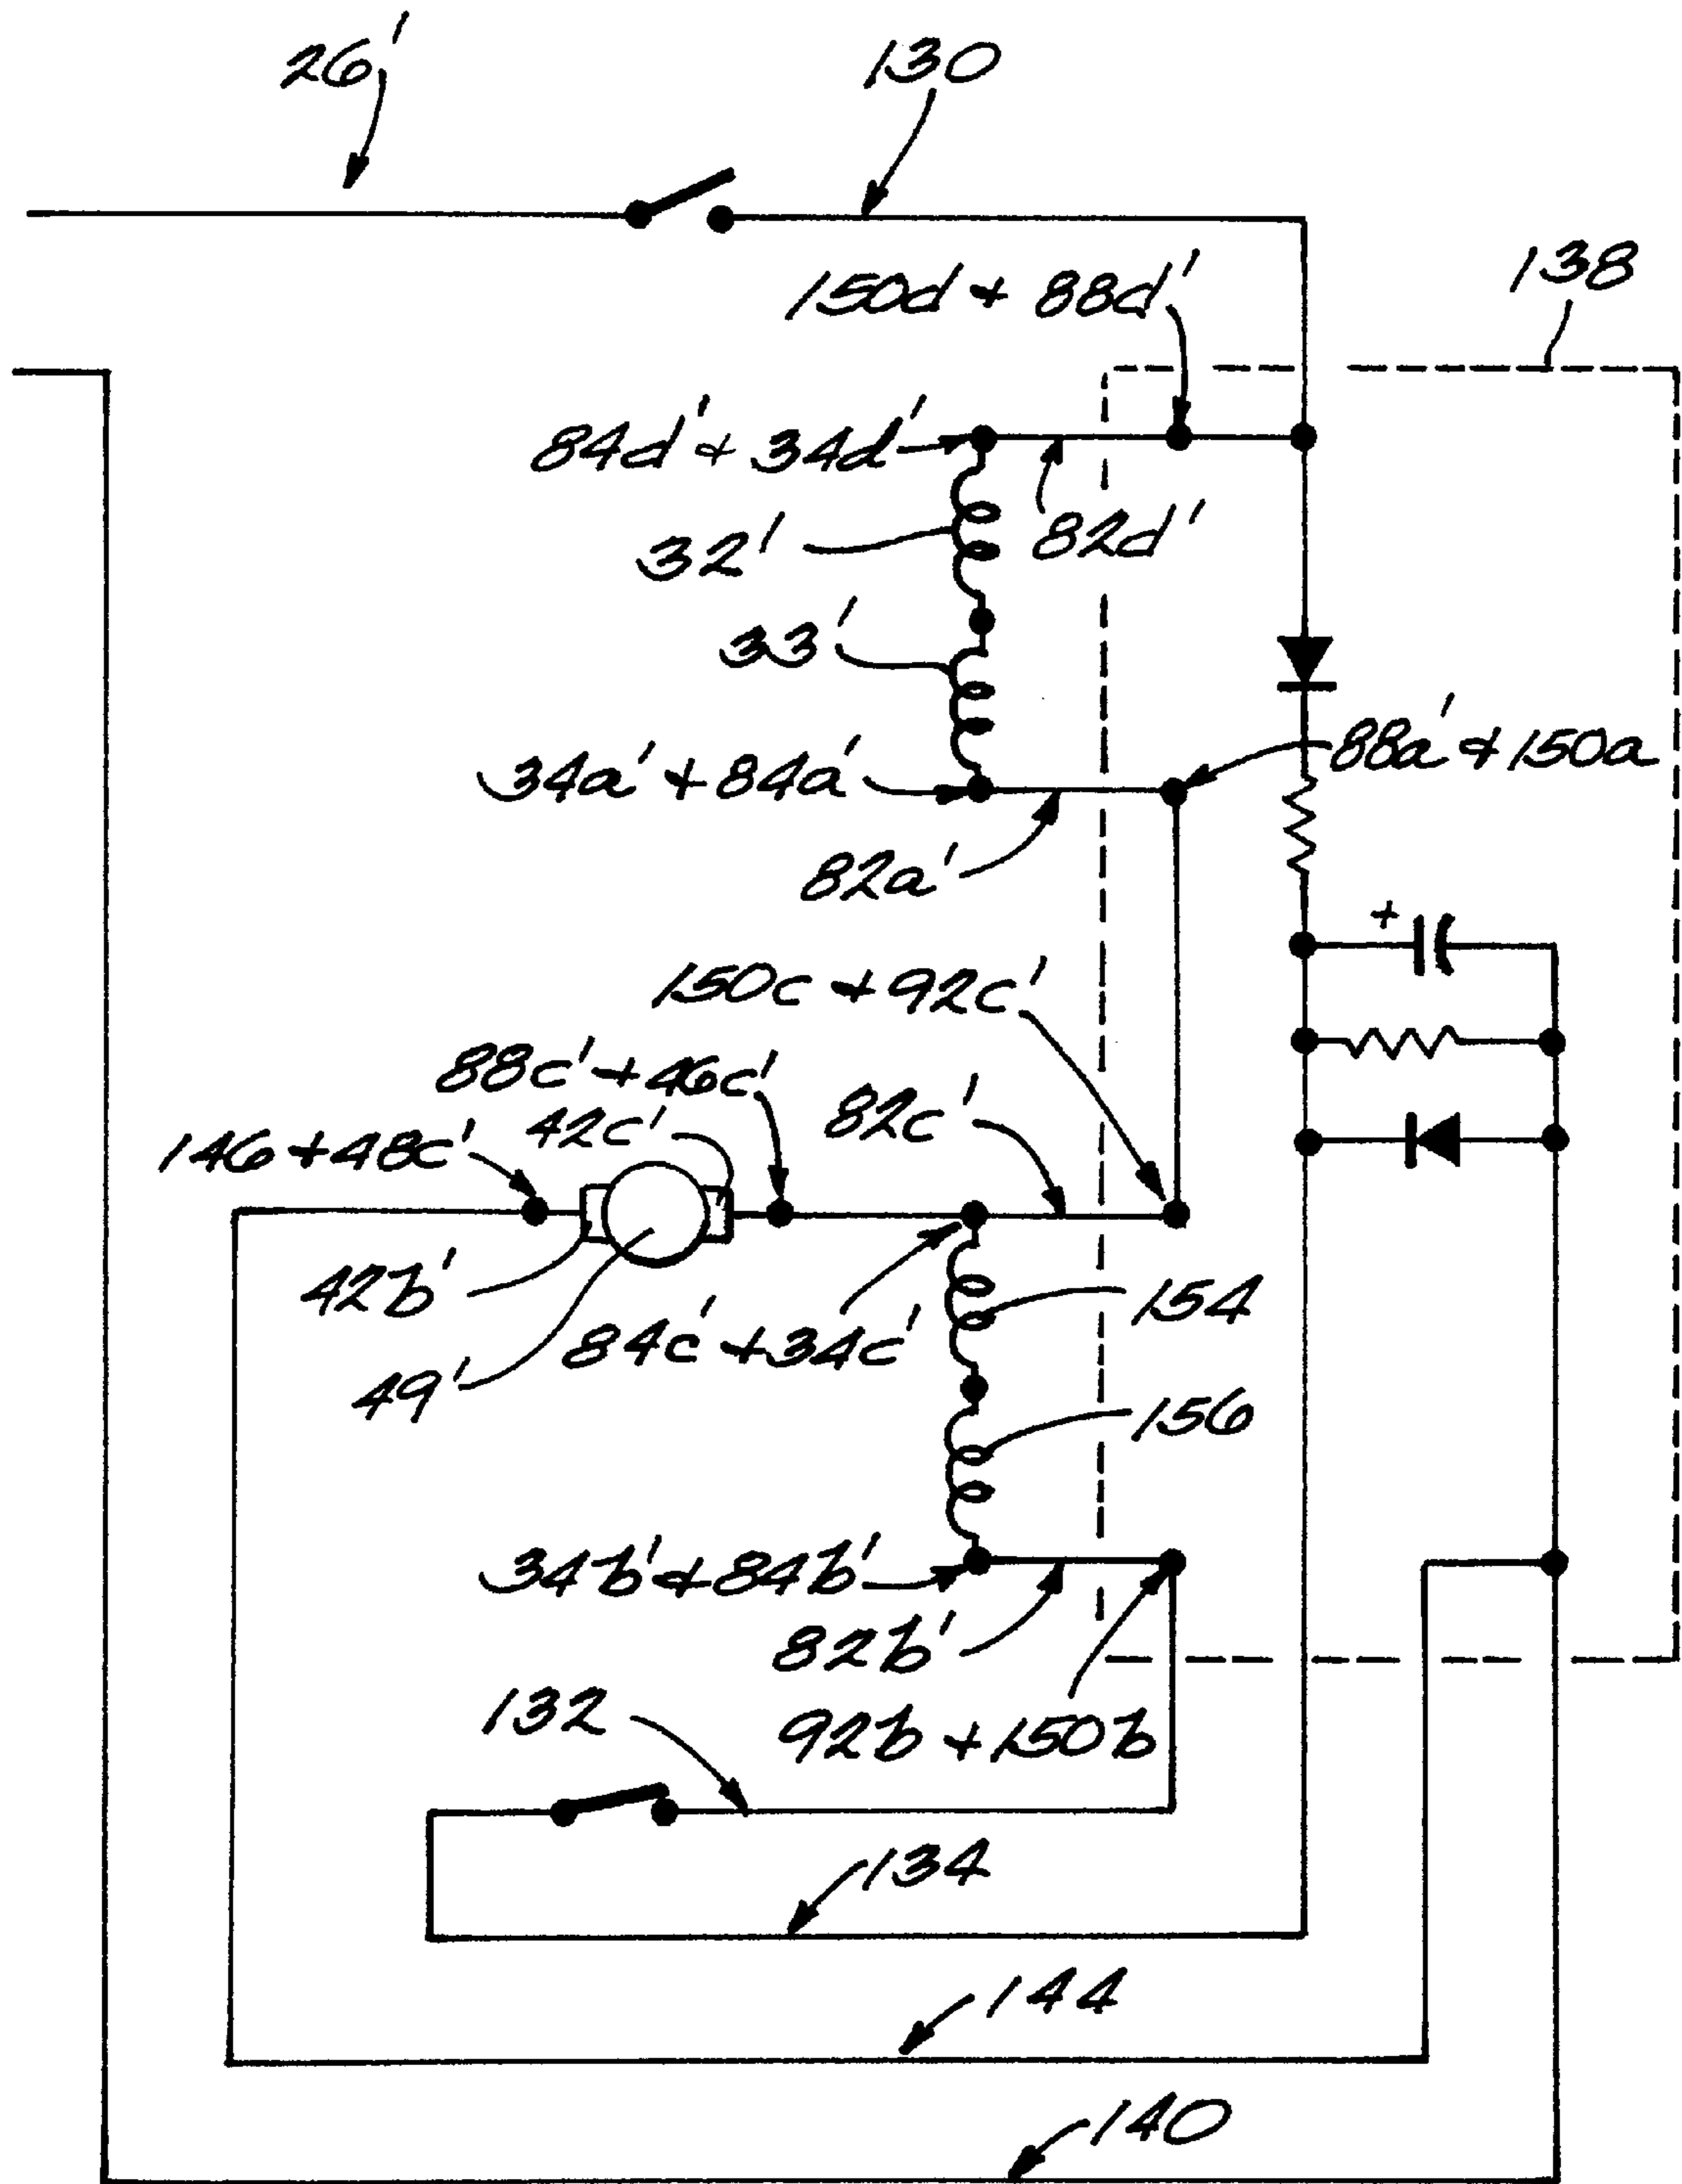 26'
130
138
150d + 88d'
84d' + 34d'
82d'
32'
33'
88a' + 150a
34a' + 84a'
82a'
+
150c + 92c'
88c' + 46c'
42c'
82c'
146 + 48c'
42b'
84c' + 34c'
154
49'
156
34b' + 84b'
82b'
132
92b + 150b
134
144
140